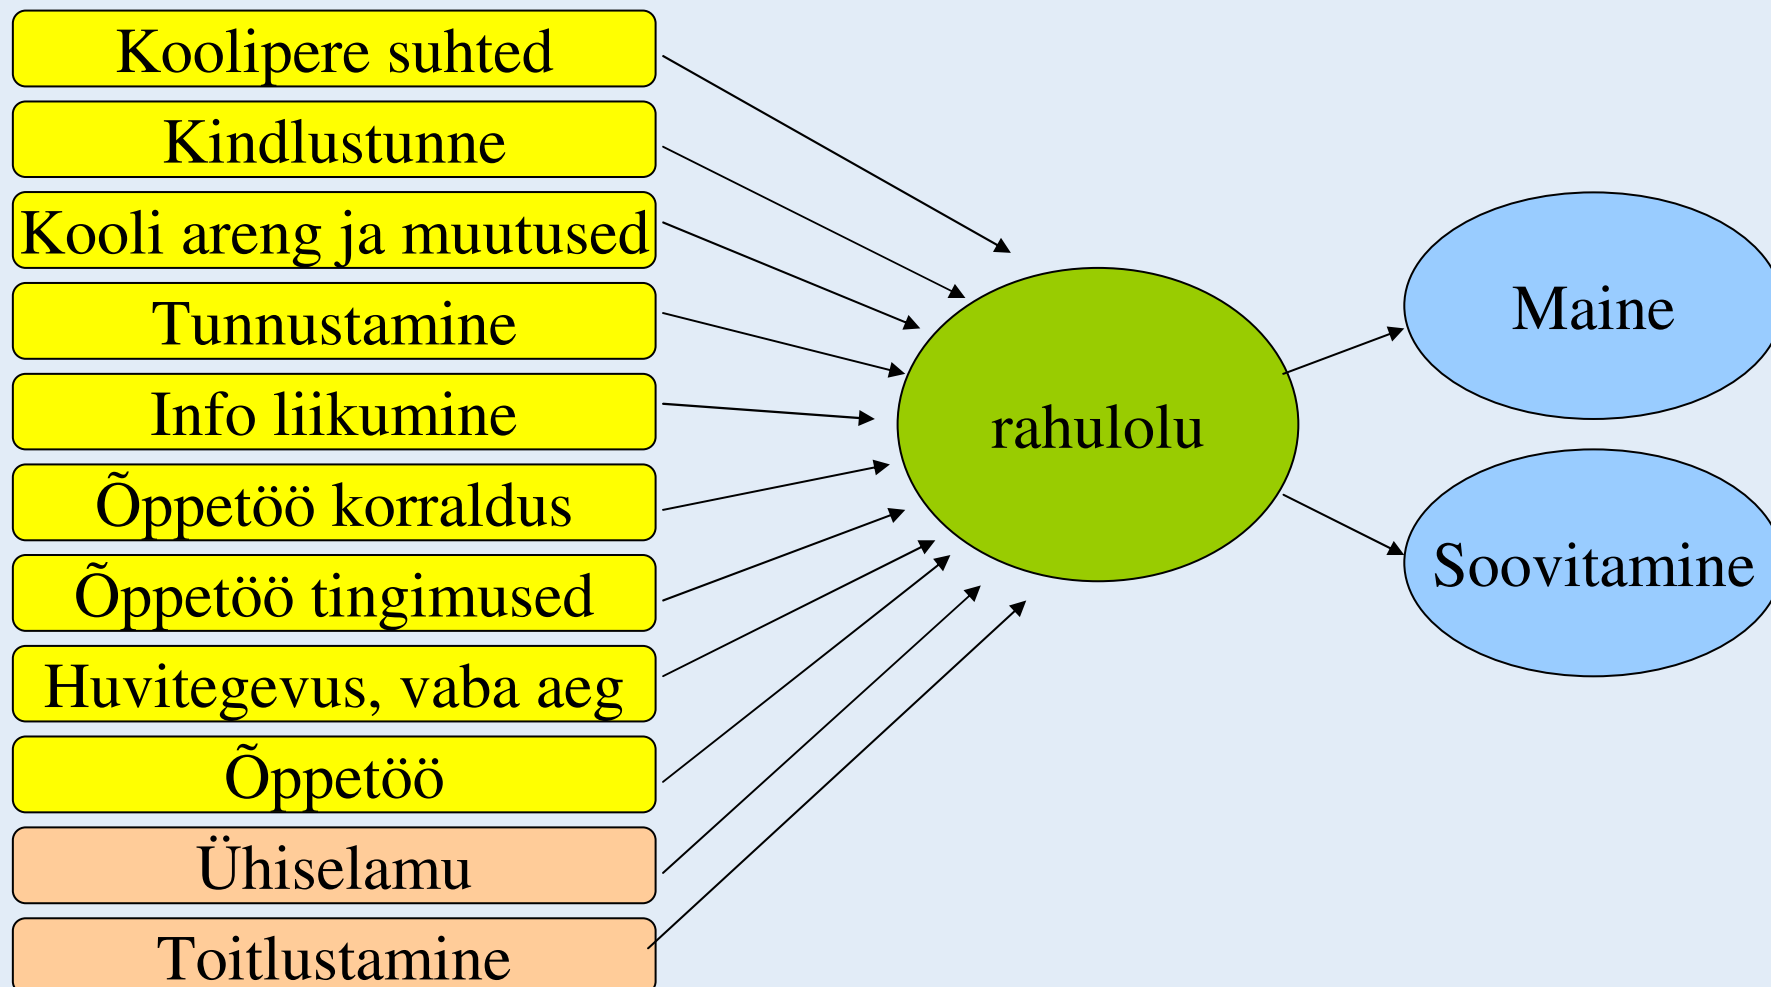 Koolipere suhted
Kindlustunne
Kooli areng ja muutused
Tunnustamine
Info liikumine
Õppetöö korraldus
Õppetöö tingimused
Huvitegevus, vaba aeg
Õppetöö
Ühiselamu
Toitlustamine
rahulolu
Maine
Soovitamine